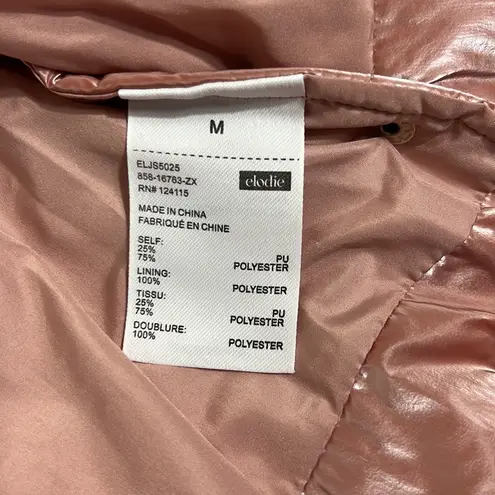 M
ELJS5025
858-16783-ZX
RN# 124115
elodie
MADE IN CHINA
FABRIQUÉ EN CHINE
SELF:
25% PU
75% POLYESTER
LINING:
100% POLYESTER
TISSU:
25% PU
75% POLYESTER
DOUBLURE:
100% POLYESTER